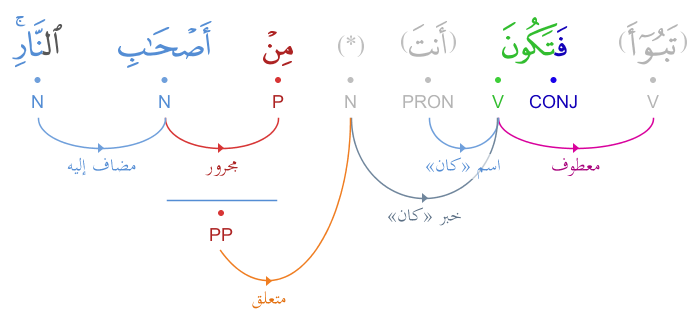 (تَبُوٓأَ) فَتَكُونَ (أَنتَ) (*) مِنْ أَصْحَٰبِ ٱلنَّارِ ۚ
V CONJ V PRON N P N N
معطوف اسم «كان» مجرور مضاف إليه
خبر «كان»
PP
متعلق